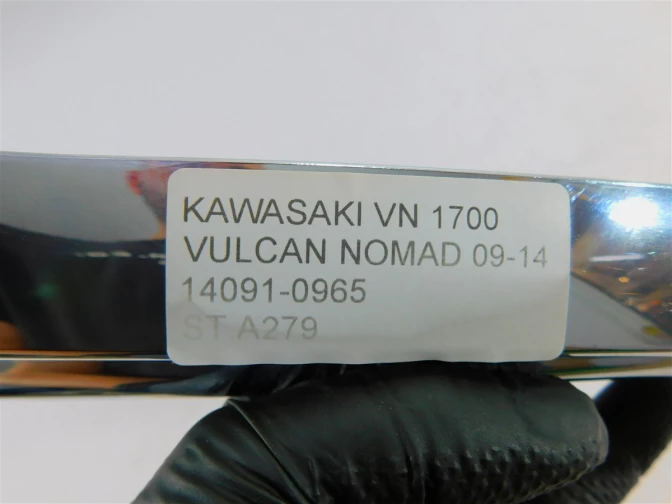 KAWASAKI VN 1700
VULCAN NOMAD 09-14
14091-0965
ST A279